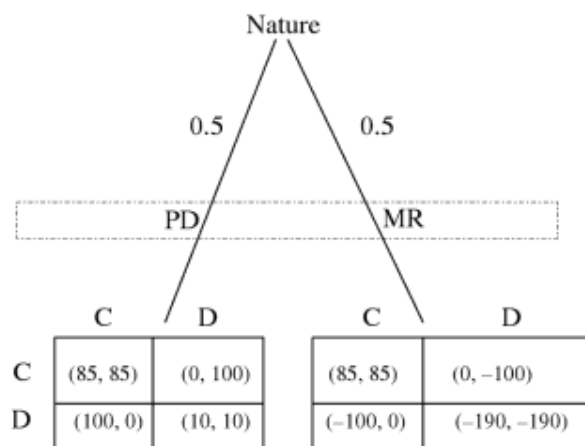 Nature
0.5 0.5
PD MR
C D C D
C (85, 85) (0, 100) (85, 85) (0, –100)
D (100, 0) (10, 10) (–100, 0) (–190, –190)